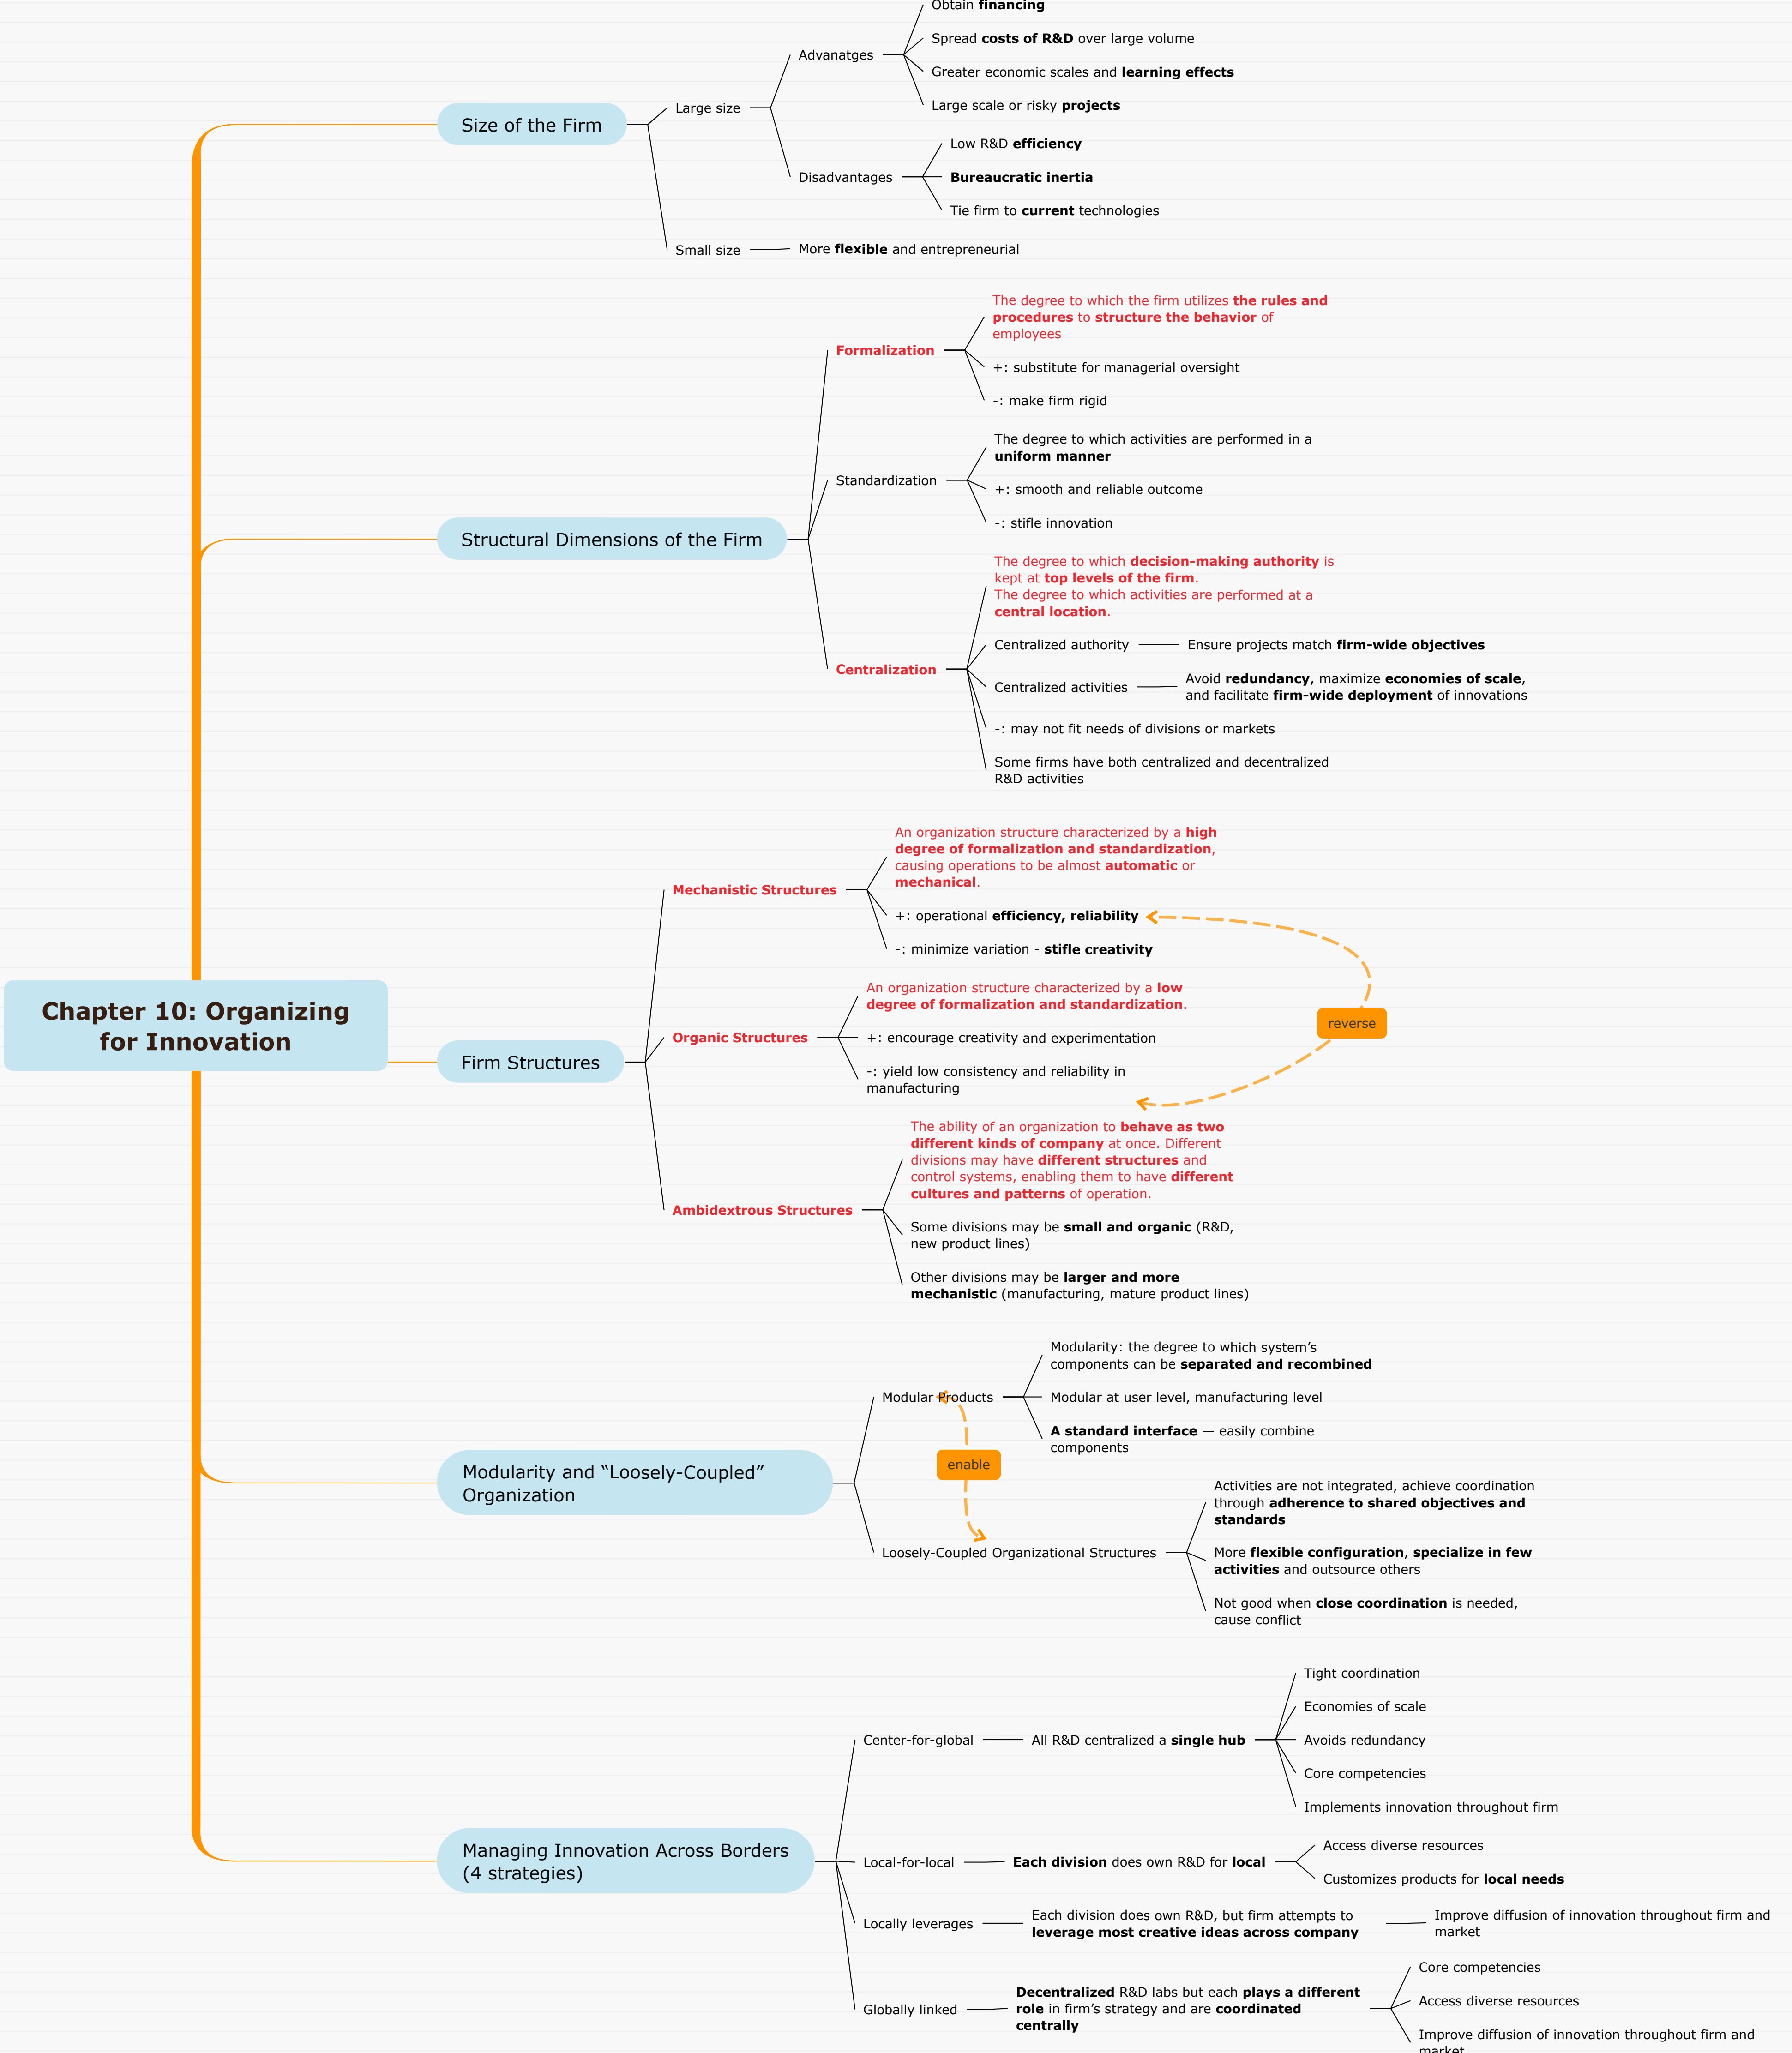 Chapter 10: Organizing
for Innovation
Size of the Firm
Large size
Advanatges
Obtain financing
Spread costs of R&D over large volume
Greater economic scales and learning effects
Large scale or risky projects
Disadvantages
Low R&D efficiency
Bureaucratic inertia
Tie firm to current technologies
Small size
More flexible and entrepreneurial
Structural Dimensions of the Firm
Formalization
The degree to which the firm utilizes the rules and
procedures to structure the behavior of
employees
+: substitute for managerial oversight
-: make firm rigid
Standardization
The degree to which activities are performed in a
uniform manner
+: smooth and reliable outcome
-: stifle innovation
Centralization
The degree to which decision-making authority is
kept at top levels of the firm.
The degree to which activities are performed at a
central location.
Centralized authority
Ensure projects match firm-wide objectives
Centralized activities
Avoid redundancy, maximize economies of scale,
and facilitate firm-wide deployment of innovations
-: may not fit needs of divisions or markets
Some firms have both centralized and decentralized
R&D activities
Firm Structures
Mechanistic Structures
An organization structure characterized by a high
degree of formalization and standardization,
causing operations to be almost automatic or
mechanical.
+: operational efficiency, reliability
-: minimize variation - stifle creativity
Organic Structures
An organization structure characterized by a low
degree of formalization and standardization.
+: encourage creativity and experimentation
-: yield low consistency and reliability in
manufacturing
reverse
Ambidextrous Structures
The ability of an organization to behave as two
different kinds of company at once. Different
divisions may have different structures and
control systems, enabling them to have different
cultures and patterns of operation.
Some divisions may be small and organic (R&D,
new product lines)
Other divisions may be larger and more
mechanistic (manufacturing, mature product lines)
Modularity and “Loosely-Coupled”
Organization
Modular Products
Modularity: the degree to which system’s
components can be separated and recombined
Modular at user level, manufacturing level
A standard interface — easily combine
components
enable
Loosely-Coupled Organizational Structures
Activities are not integrated, achieve coordination
through adherence to shared objectives and
standards
More flexible configuration, specialize in few
activities and outsource others
Not good when close coordination is needed,
cause conflict
Managing Innovation Across Borders
(4 strategies)
Center-for-global
All R&D centralized a single hub
Tight coordination
Economies of scale
Avoids redundancy
Core competencies
Implements innovation throughout firm
Local-for-local
Each division does own R&D for local
Access diverse resources
Customizes products for local needs
Locally leverages
Each division does own R&D, but firm attempts to
leverage most creative ideas across company
Improve diffusion of innovation throughout firm and
market
Globally linked
Decentralized R&D labs but each plays a different
role in firm’s strategy and are coordinated
centrally
Core competencies
Access diverse resources
Improve diffusion of innovation throughout firm and
market